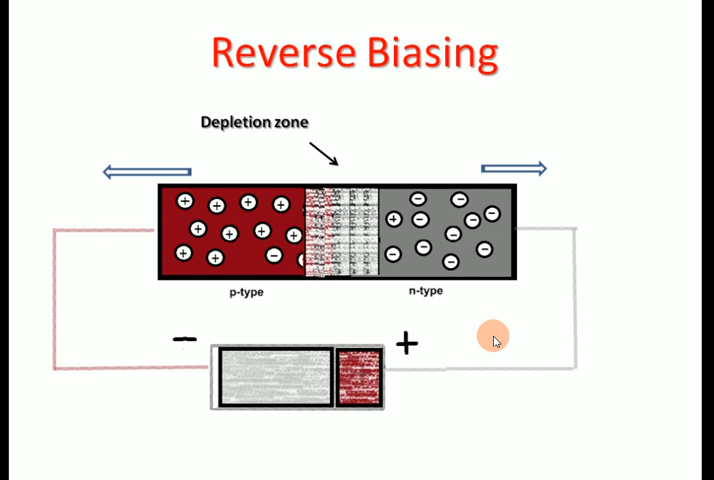 Reverse Biasing
Depletion zone
p-type
n-type
− +